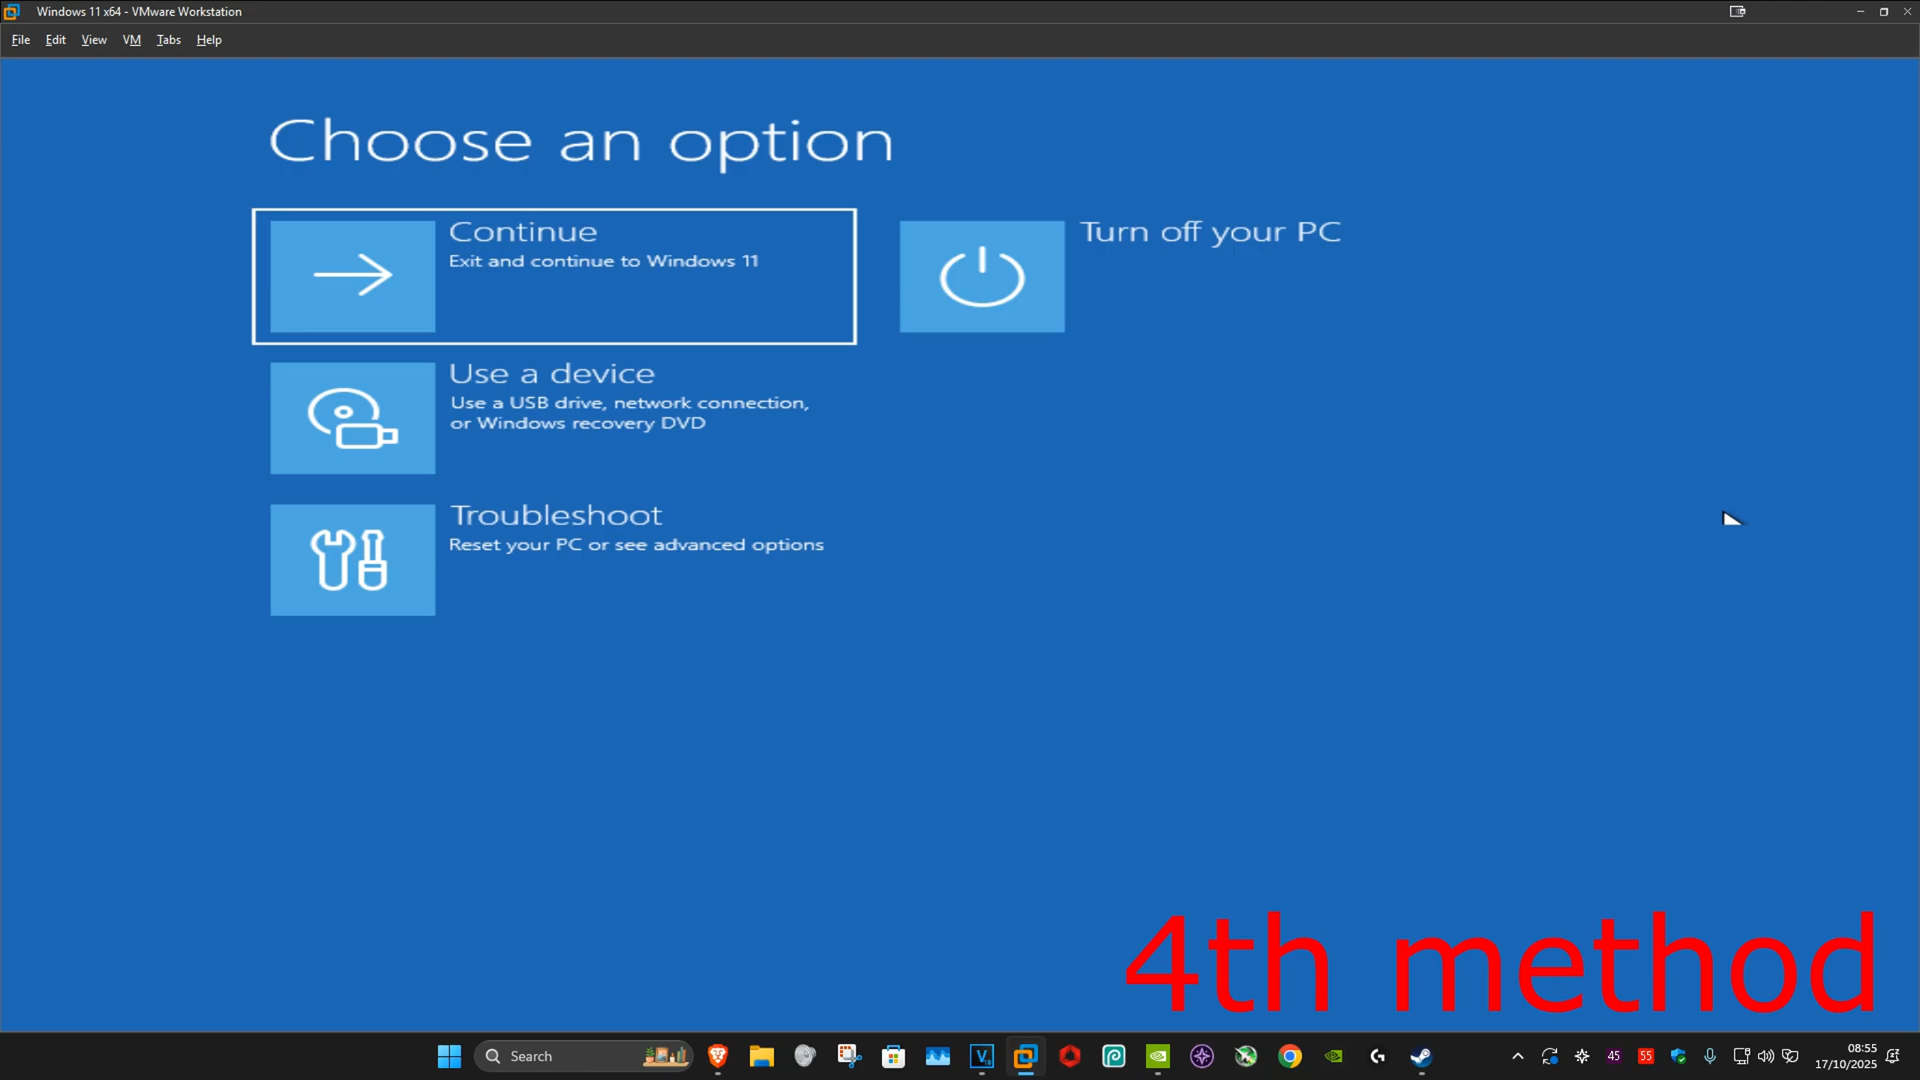 Windows 11 x64 - VMware Workstation
File Edit View VM Tabs Help
Choose an option
Continue
Exit and continue to Windows 11
Turn off your PC
Use a device
Use a USB drive, network connection,
or Windows recovery DVD
Troubleshoot
Reset your PC or see advanced options
4th method
Search
45
55
08:55
17/10/2025